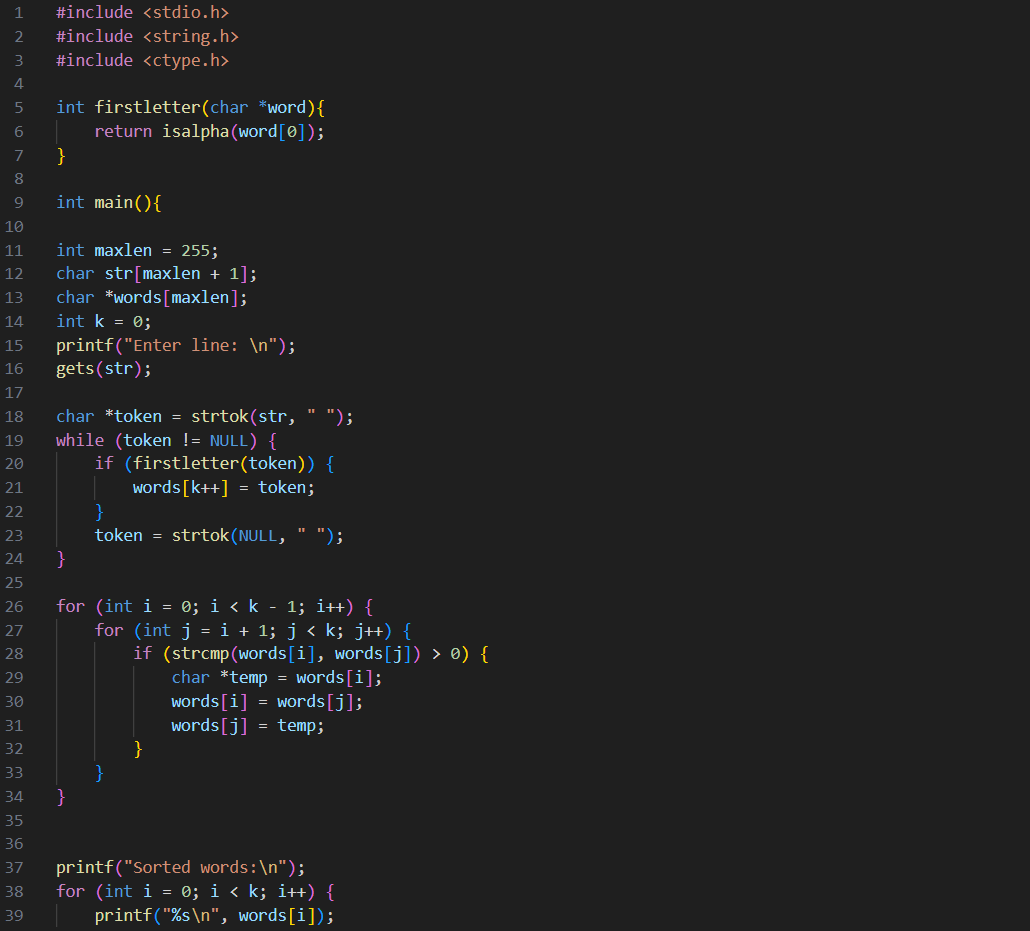 1 #include <stdio.h>
2 #include <string.h>
3 #include <ctype.h>
4
5 int firstletter(char *word){
6     return isalpha(word[0]);
7 }
8
9 int main(){
10
11 int maxlen = 255;
12 char str[maxlen + 1];
13 char *words[maxlen];
14 int k = 0;
15 printf("Enter line: \n");
16 gets(str);
17
18 char *token = strtok(str, " ");
19 while (token != NULL) {
20     if (firstletter(token)) {
21         words[k++] = token;
22     }
23     token = strtok(NULL, " ");
24 }
25
26 for (int i = 0; i < k - 1; i++) {
27     for (int j = i + 1; j < k; j++) {
28         if (strcmp(words[i], words[j]) > 0) {
29             char *temp = words[i];
30             words[i] = words[j];
31             words[j] = temp;
32         }
33     }
34 }
35
36
37 printf("Sorted words:\n");
38 for (int i = 0; i < k; i++) {
39     printf("%s\n", words[i]);